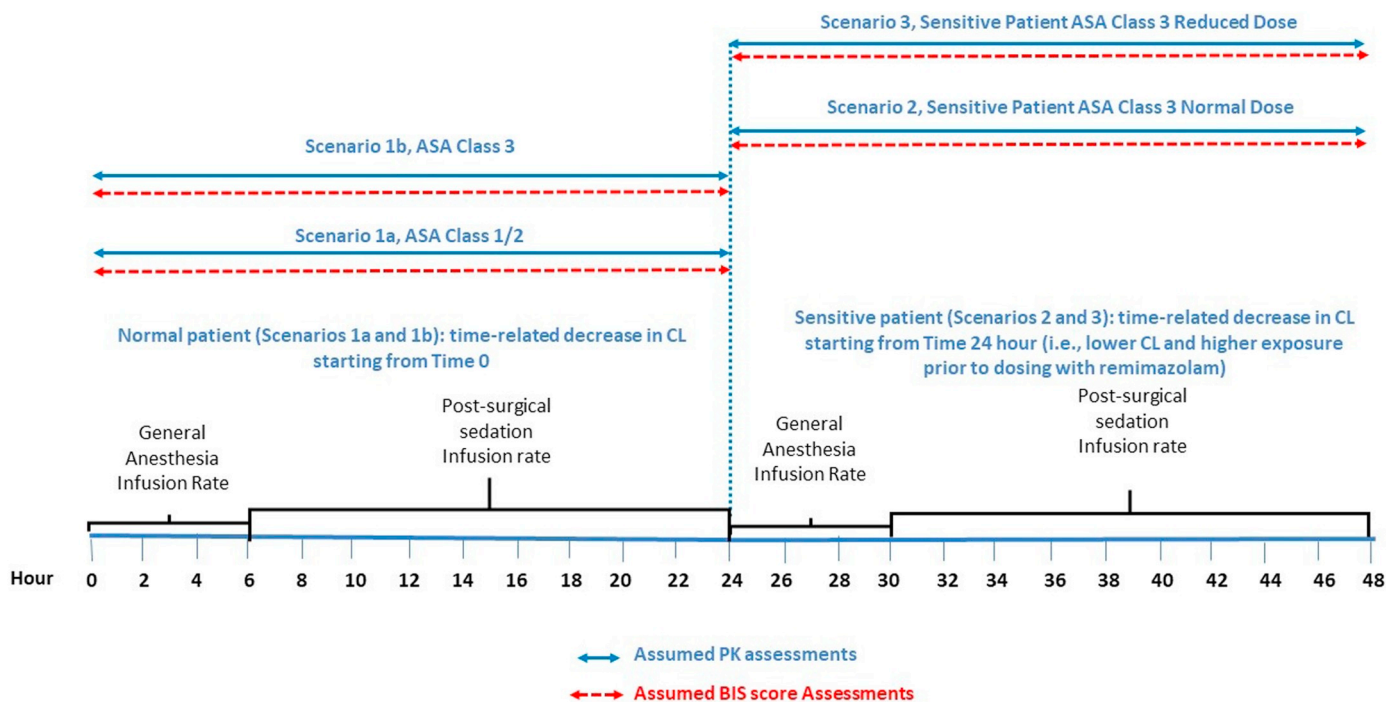 Scenario 3, Sensitive Patient ASA Class 3 Reduced Dose
Scenario 2, Sensitive Patient ASA Class 3 Normal Dose
Scenario 1b, ASA Class 3
Scenario 1a, ASA Class 1/2
Normal patient (Scenarios 1a and 1b): time-related decrease in CL
starting from Time 0
Sensitive patient (Scenarios 2 and 3): time-related decrease in CL
starting from Time 24 hour (i.e., lower CL and higher exposure
prior to dosing with remimazolam)
General
Anesthesia
Infusion Rate
Post-surgical
sedation
Infusion rate
General
Anesthesia
Infusion Rate
Post-surgical
sedation
Infusion rate
Hour 0 2 4 6 8 10 12 14 16 18 20 22 24 26 28 30 32 34 36 38 40 42 44 46 48
Assumed PK assessments
Assumed BIS score Assessments